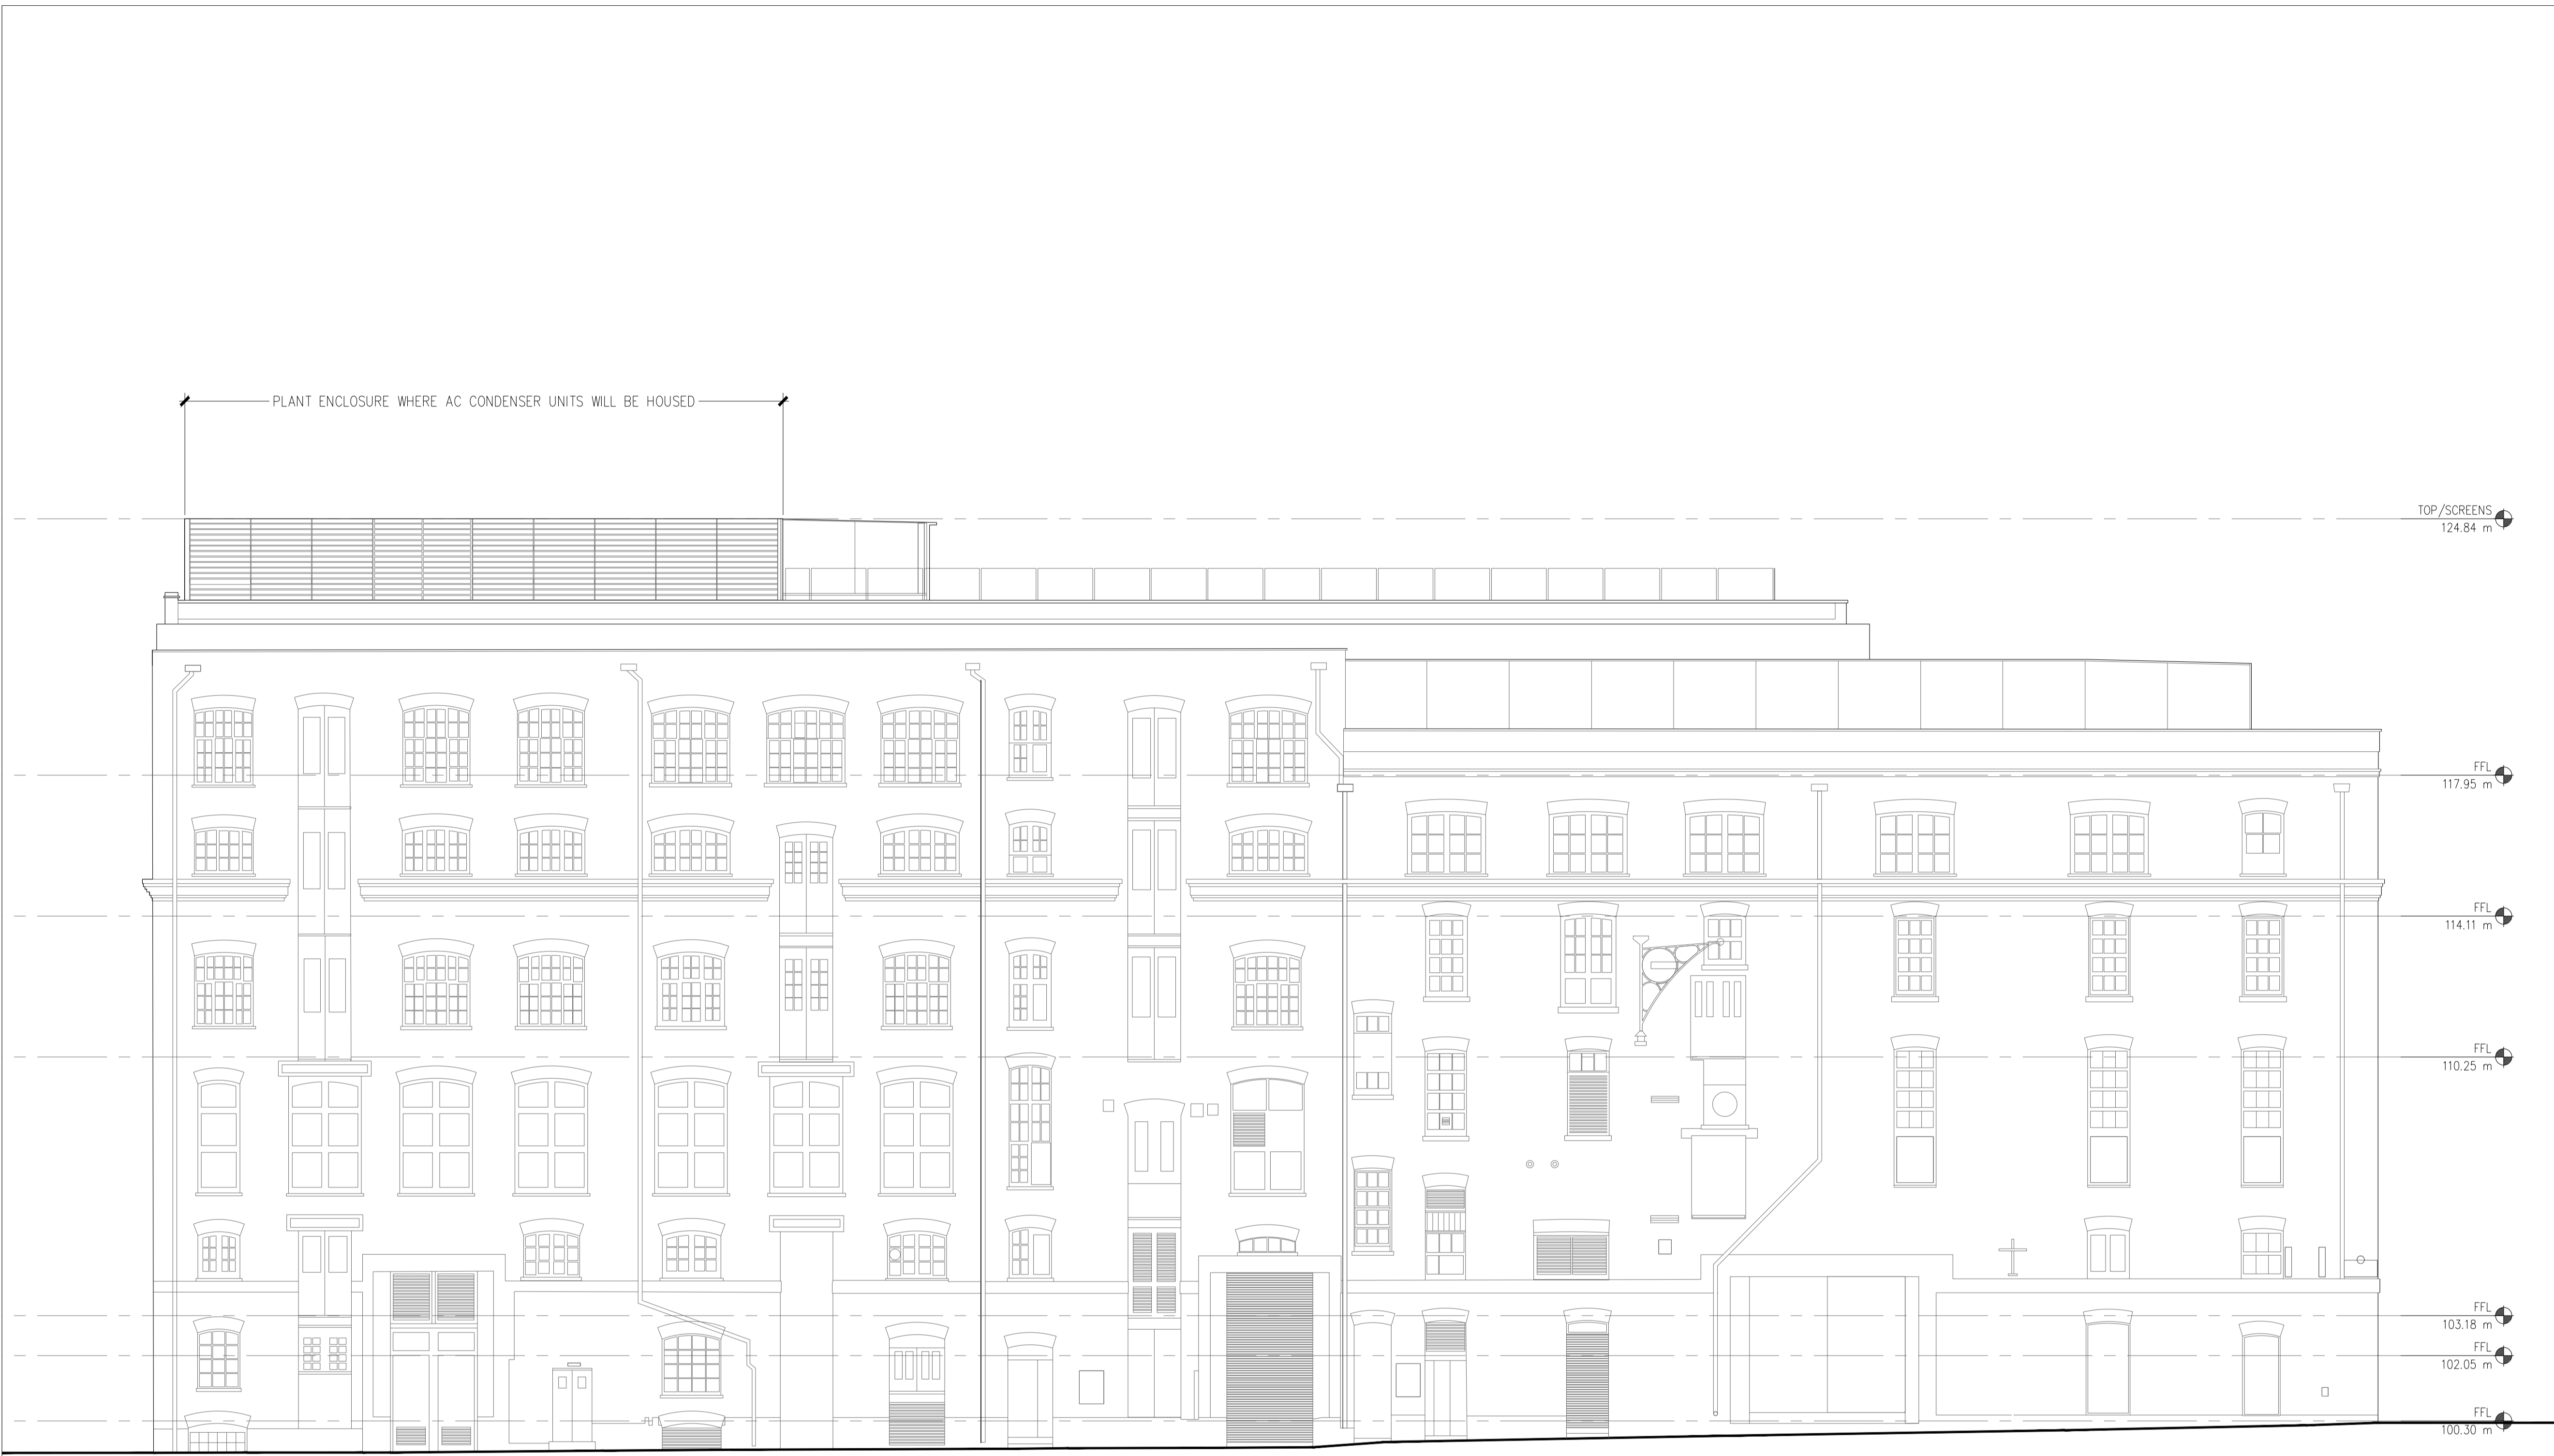 PLANT ENCLOSURE WHERE AC CONDENSER UNITS WILL BE HOUSED
TOP/SCREENS
124.84 m
FFL
117.95 m
FFL
114.11 m
FFL
110.25 m
FFL
103.18 m
FFL
102.05 m
FFL
100.30 m